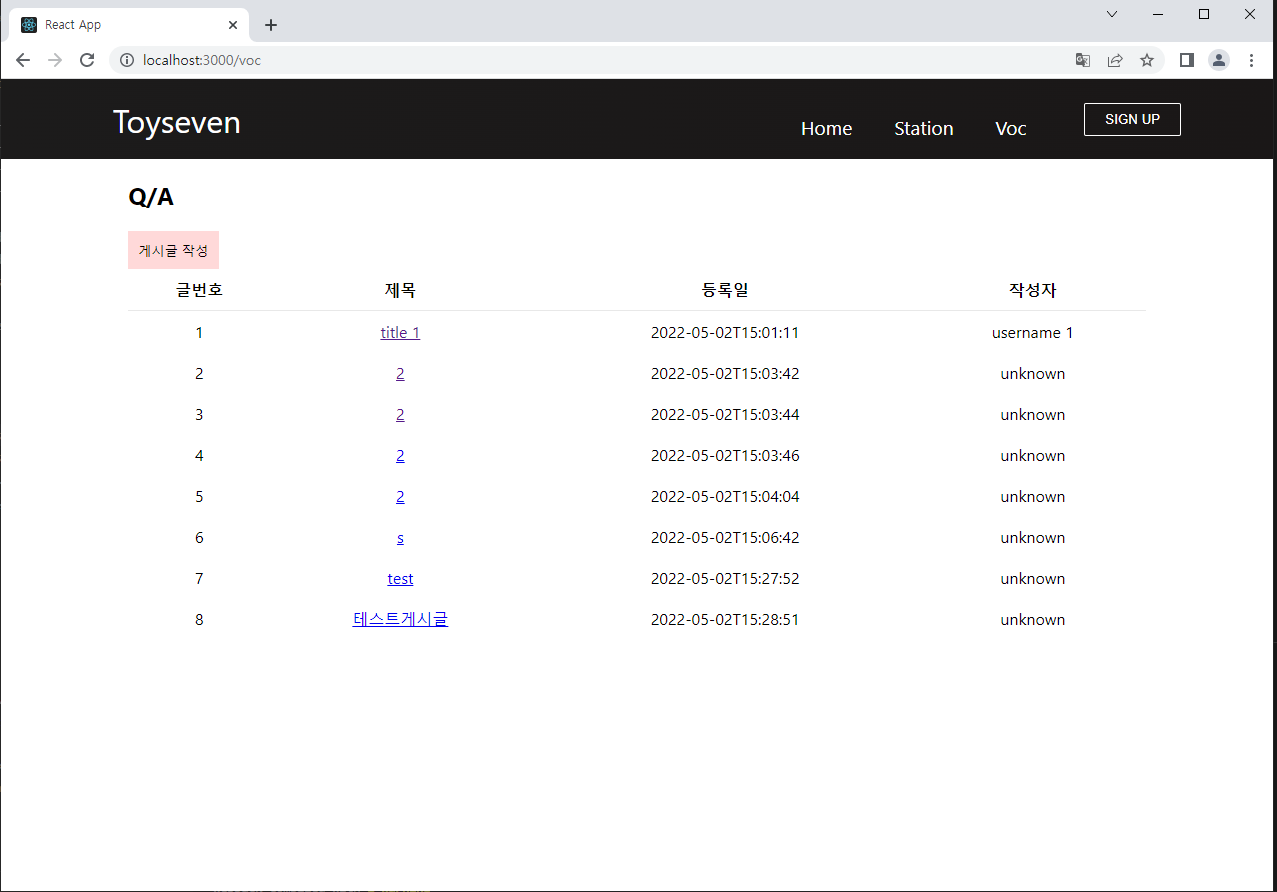 React App
localhost:3000/voc
Toyseven
Home Station Voc SIGN UP
Q/A
게시글 작성
글번호 제목 등록일 작성자
1 title 1 2022-05-02T15:01:11 username 1
2 2 2022-05-02T15:03:42 unknown
3 2 2022-05-02T15:03:44 unknown
4 2 2022-05-02T15:03:46 unknown
5 2 2022-05-02T15:04:04 unknown
6 s 2022-05-02T15:06:42 unknown
7 test 2022-05-02T15:27:52 unknown
8 테스트게시글 2022-05-02T15:28:51 unknown